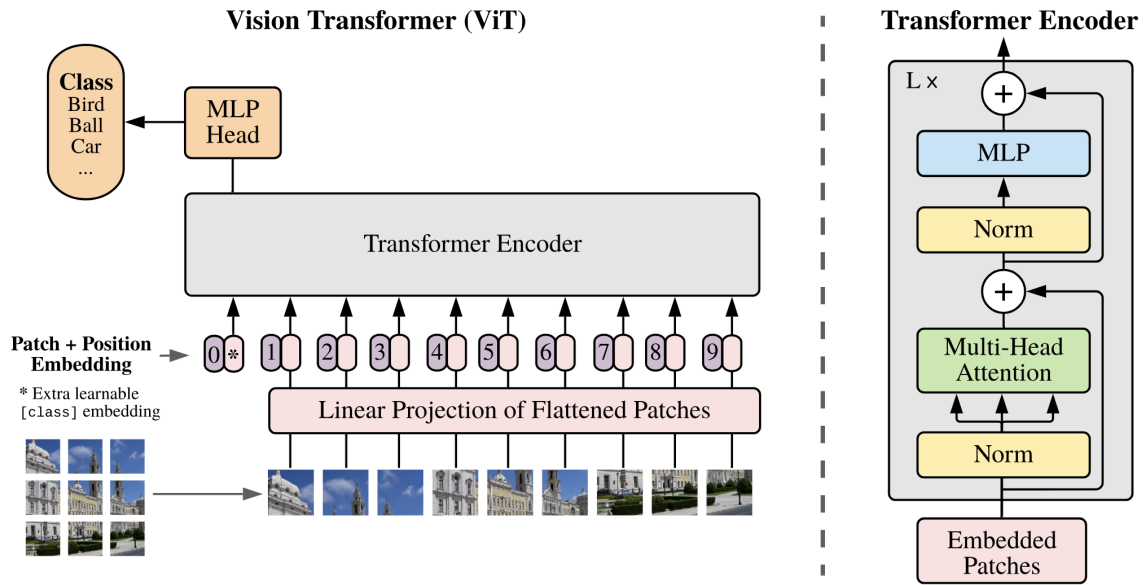 Vision Transformer (ViT)
Class
Bird
Ball
Car
...
MLP
Head
Transformer Encoder
Patch + Position
Embedding
0 * 1 2 3 4 5 6 7 8 9
* Extra learnable
[class] embedding
Linear Projection of Flattened Patches
Transformer Encoder
L ×
+
MLP
Norm
+
Multi-Head
Attention
Norm
Embedded
Patches